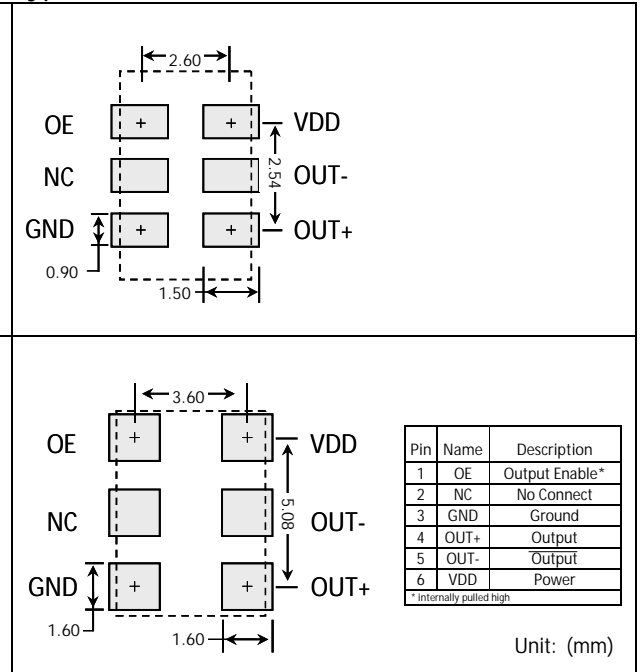 2.60
OE
VDD
NC
2.54
OUT-
GND
OUT+
0.90
1.50
3.60
OE
VDD
NC
5.08
OUT-
GND
OUT+
1.60
1.60
Pin Name Description
1 OE Output Enable*
2 NC No Connect
3 GND Ground
4 OUT+ Output
5 OUT- Output
6 VDD Power
* internally pulled high
Unit: (mm)